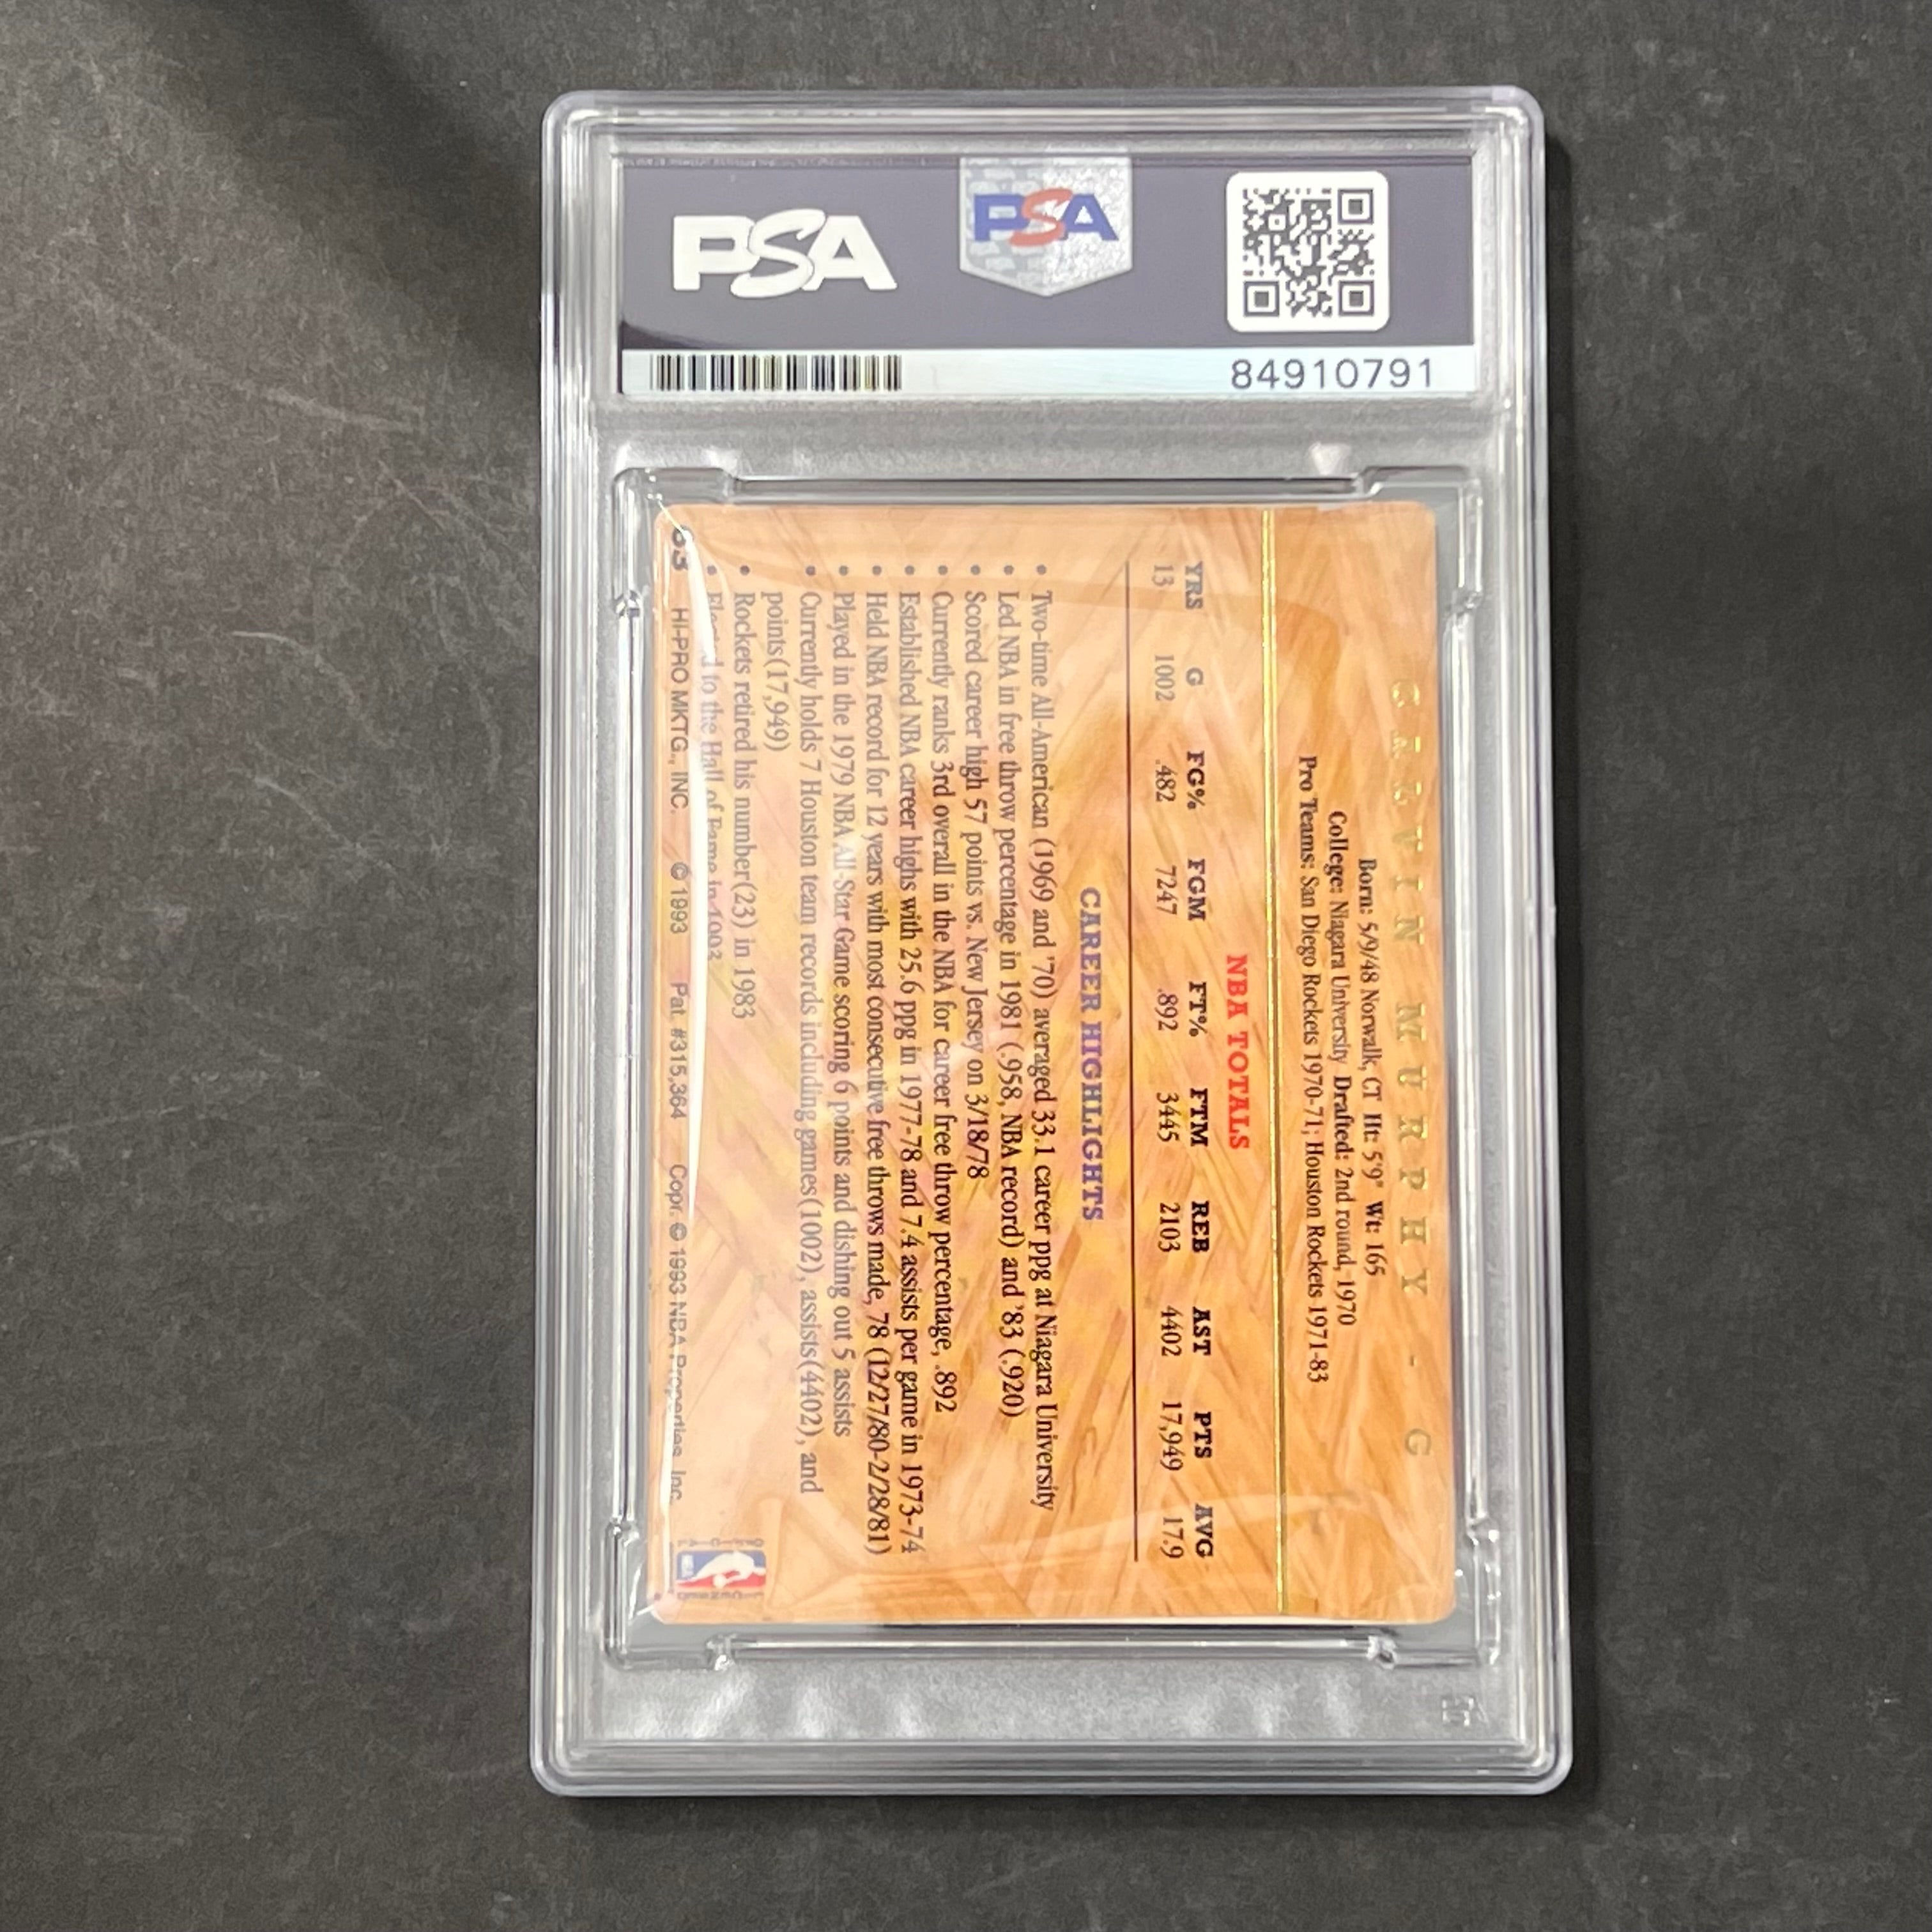 PSA
PSA
84910791
CALVIN MURPHY - G
Born: 5/9/48 Norwalk, CT Ht: 5'9" Wt: 165
College: Niagara University Drafted: 2nd round, 1970
Pro Teams: San Diego Rockets 1970-71; Houston Rockets 1971-83
NBA TOTALS
YRS G FG% FGM FT% FTM REB AST PTS AVG
13 1002 .482 7247 .892 3445 2103 4402 17,949 17.9
CAREER HIGHLIGHTS
• Two-time All-American (1969 and '70) averaged 33.1 career ppg at Niagara University
• Led NBA in free throw percentage in 1981 (.958, NBA record) and '83 (.920)
• Scored career high 57 points vs. New Jersey on 3/18/78
• Currently ranks 3rd overall in the NBA for career free throw percentage, .892
• Established NBA career highs with 25.6 ppg in 1977-78 and 7.4 assists per game in 1973-74
• Held NBA record for 12 years with most consecutive free throws made, 78 (12/27/80-2/28/81)
• Played in the 1979 NBA All-Star Game scoring 6 points and dishing out 5 assists
• Currently holds 7 Houston team records including games(1002), assists(4402), and
points(17,949)
• Rockets retired his number(23) in 1983
• Elected to the Hall of Fame in
HI-PRO MKTG., INC. © 1993 Pat. #315,364 Copr. © 1993 NBA Properties, Inc.